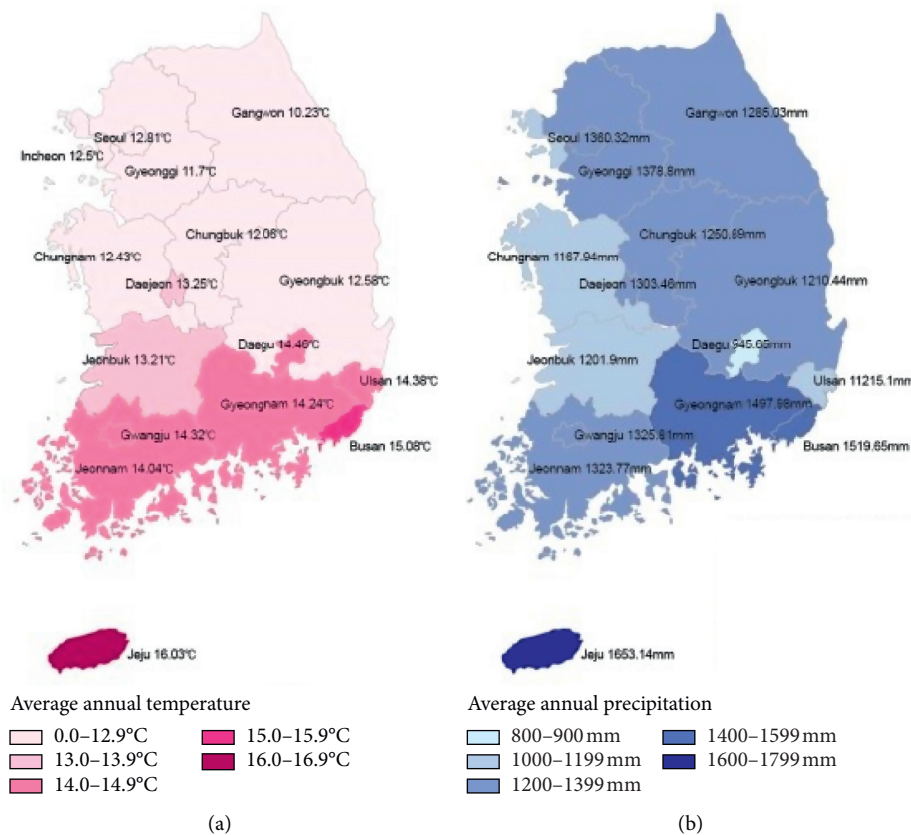 Gangwon 10.23℃
Seoul 12.81℃
Incheon 12.5℃
Gyeonggi 11.7℃
Chungbuk 12.06℃
Chungnam 12.43℃
Daejeon 13.25℃
Gyeongbuk 12.58℃
Daegu 14.46℃
Jeonbuk 13.21℃
Ulsan 14.38℃
Gyeongnam 14.24℃
Gwangju 14.32℃
Busan 15.08℃
Jeonnam 14.04℃
Jeju 16.03℃
Average annual temperature
0.0–12.9°C
13.0–13.9°C
14.0–14.9°C
15.0–15.9°C
16.0–16.9°C
(a)
Gangwon 1285.03mm
Seoul 1360.32mm
Gyeonggi 1378.8mm
Chungbuk 1250.89mm
Chungnam 1167.94mm
Daejeon 1303.46mm
Gyeongbuk 1210.44mm
Daegu 945.65mm
Jeonbuk 1201.9mm
Ulsan 11215.1mm
Gyeongnam 1497.98mm
Gwangju 1325.81mm
Busan 1519.65mm
Jeonnam 1323.77mm
Jeju 1653.14mm
Average annual precipitation
800–900 mm
1000–1199 mm
1200–1399 mm
1400–1599 mm
1600–1799 mm
(b)